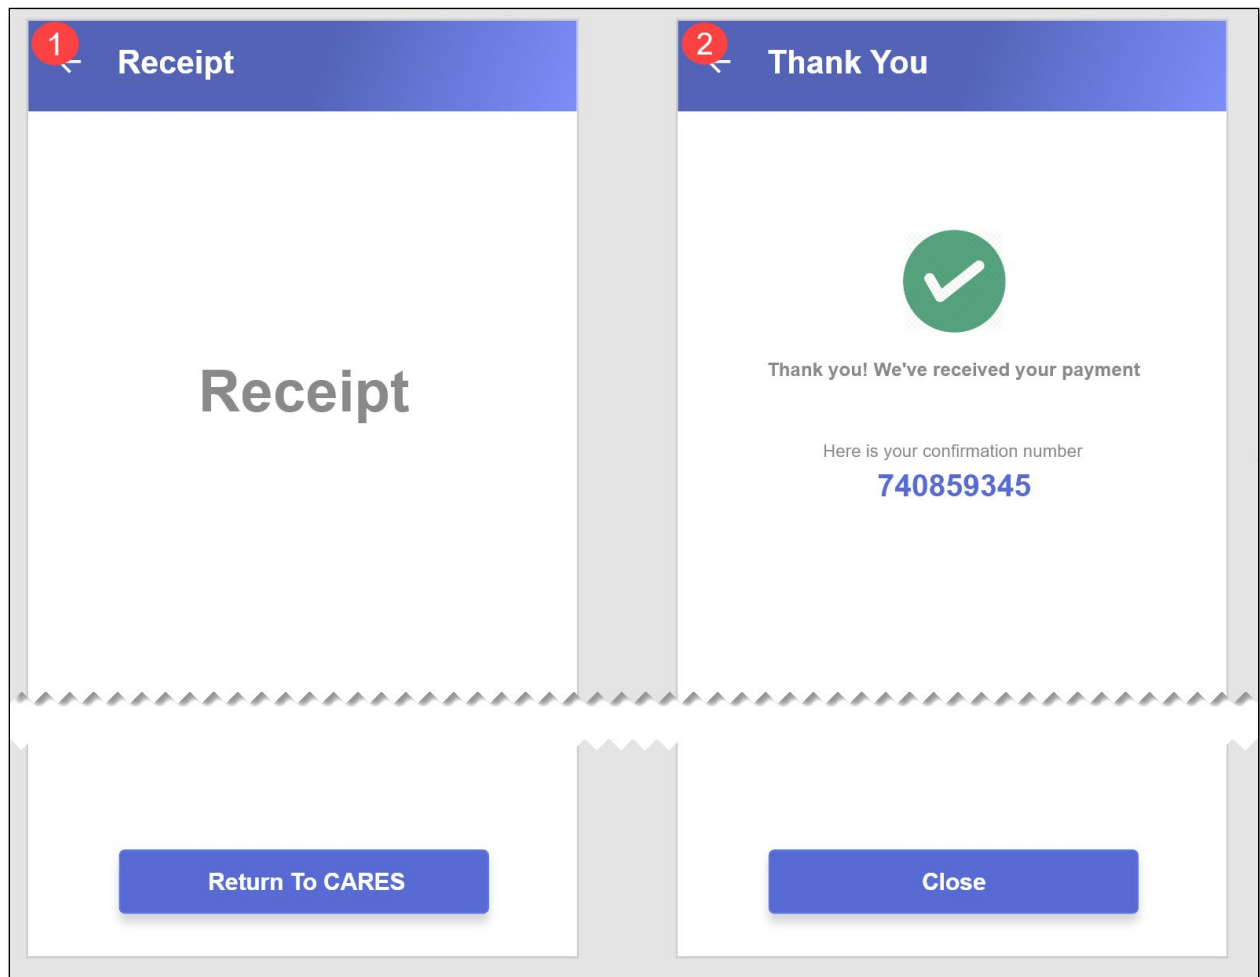 1
Receipt
Receipt
Return To CARES
2
Thank You
Thank you! We've received your payment
Here is your confirmation number
740859345
Close